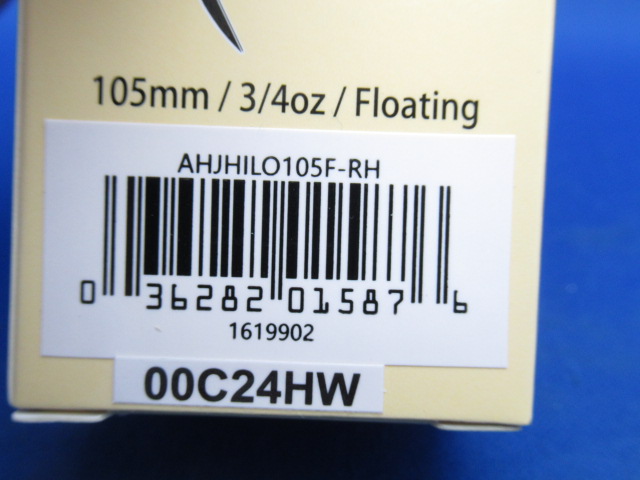 105mm / 3/4oz / Floating
AHJHILO105F-RH
0 36282 01587 6
1619902
00C24HW